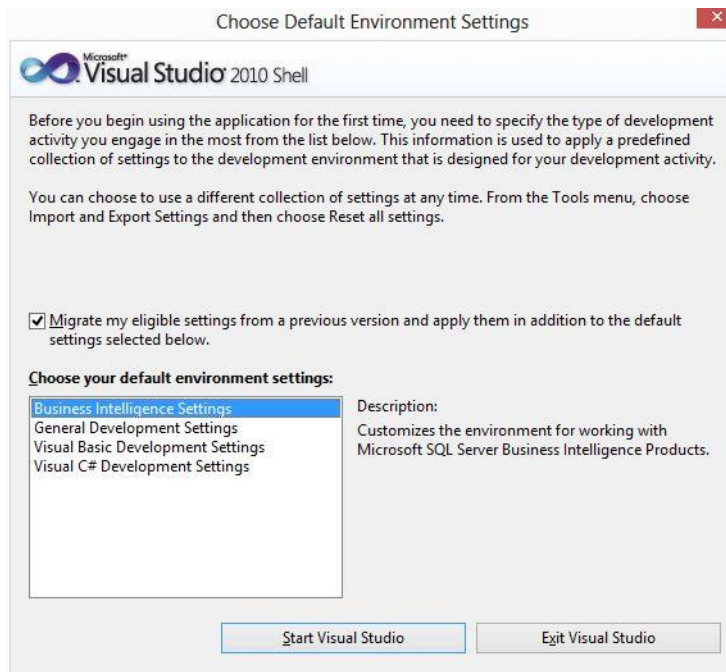 Choose Default Environment Settings
Microsoft®
Visual Studio® 2010 Shell
Before you begin using the application for the first time, you need to specify the type of development
activity you engage in the most from the list below. This information is used to apply a predefined
collection of settings to the development environment that is designed for your development activity.
You can choose to use a different collection of settings at any time. From the Tools menu, choose
Import and Export Settings and then choose Reset all settings.
Migrate my eligible settings from a previous version and apply them in addition to the default
settings selected below.
Choose your default environment settings:
Business Intelligence Settings
General Development Settings
Visual Basic Development Settings
Visual C# Development Settings
Description:
Customizes the environment for working with
Microsoft SQL Server Business Intelligence Products.
Start Visual Studio
Exit Visual Studio